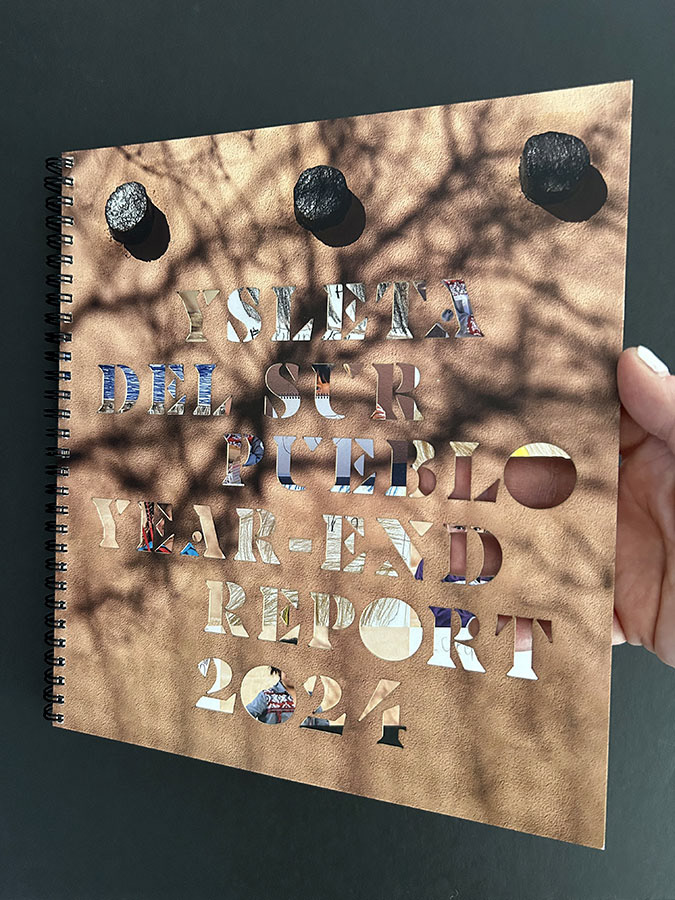 YSLETA
DEL SUR
PUEBLO
YEAR-END
REPORT
2024